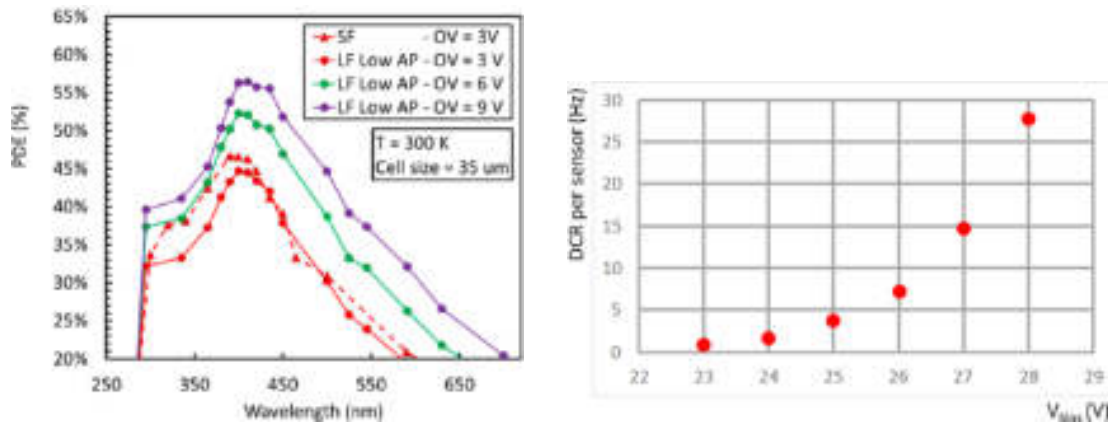 65%
60%
55%
50%
45%
40%
35%
30%
25%
20%
PDE (%)
SF - OV = 3V
LF Low AP - OV = 3 V
LF Low AP - OV = 6 V
LF Low AP - OV = 9 V
T = 300 K
Cell size = 35 um
250 350 450 550 650
Wavelength (nm)
DCR per sensor (Hz)
30
25
20
15
10
5
0
22 23 24 25 26 27 28 29
Vbias (V)